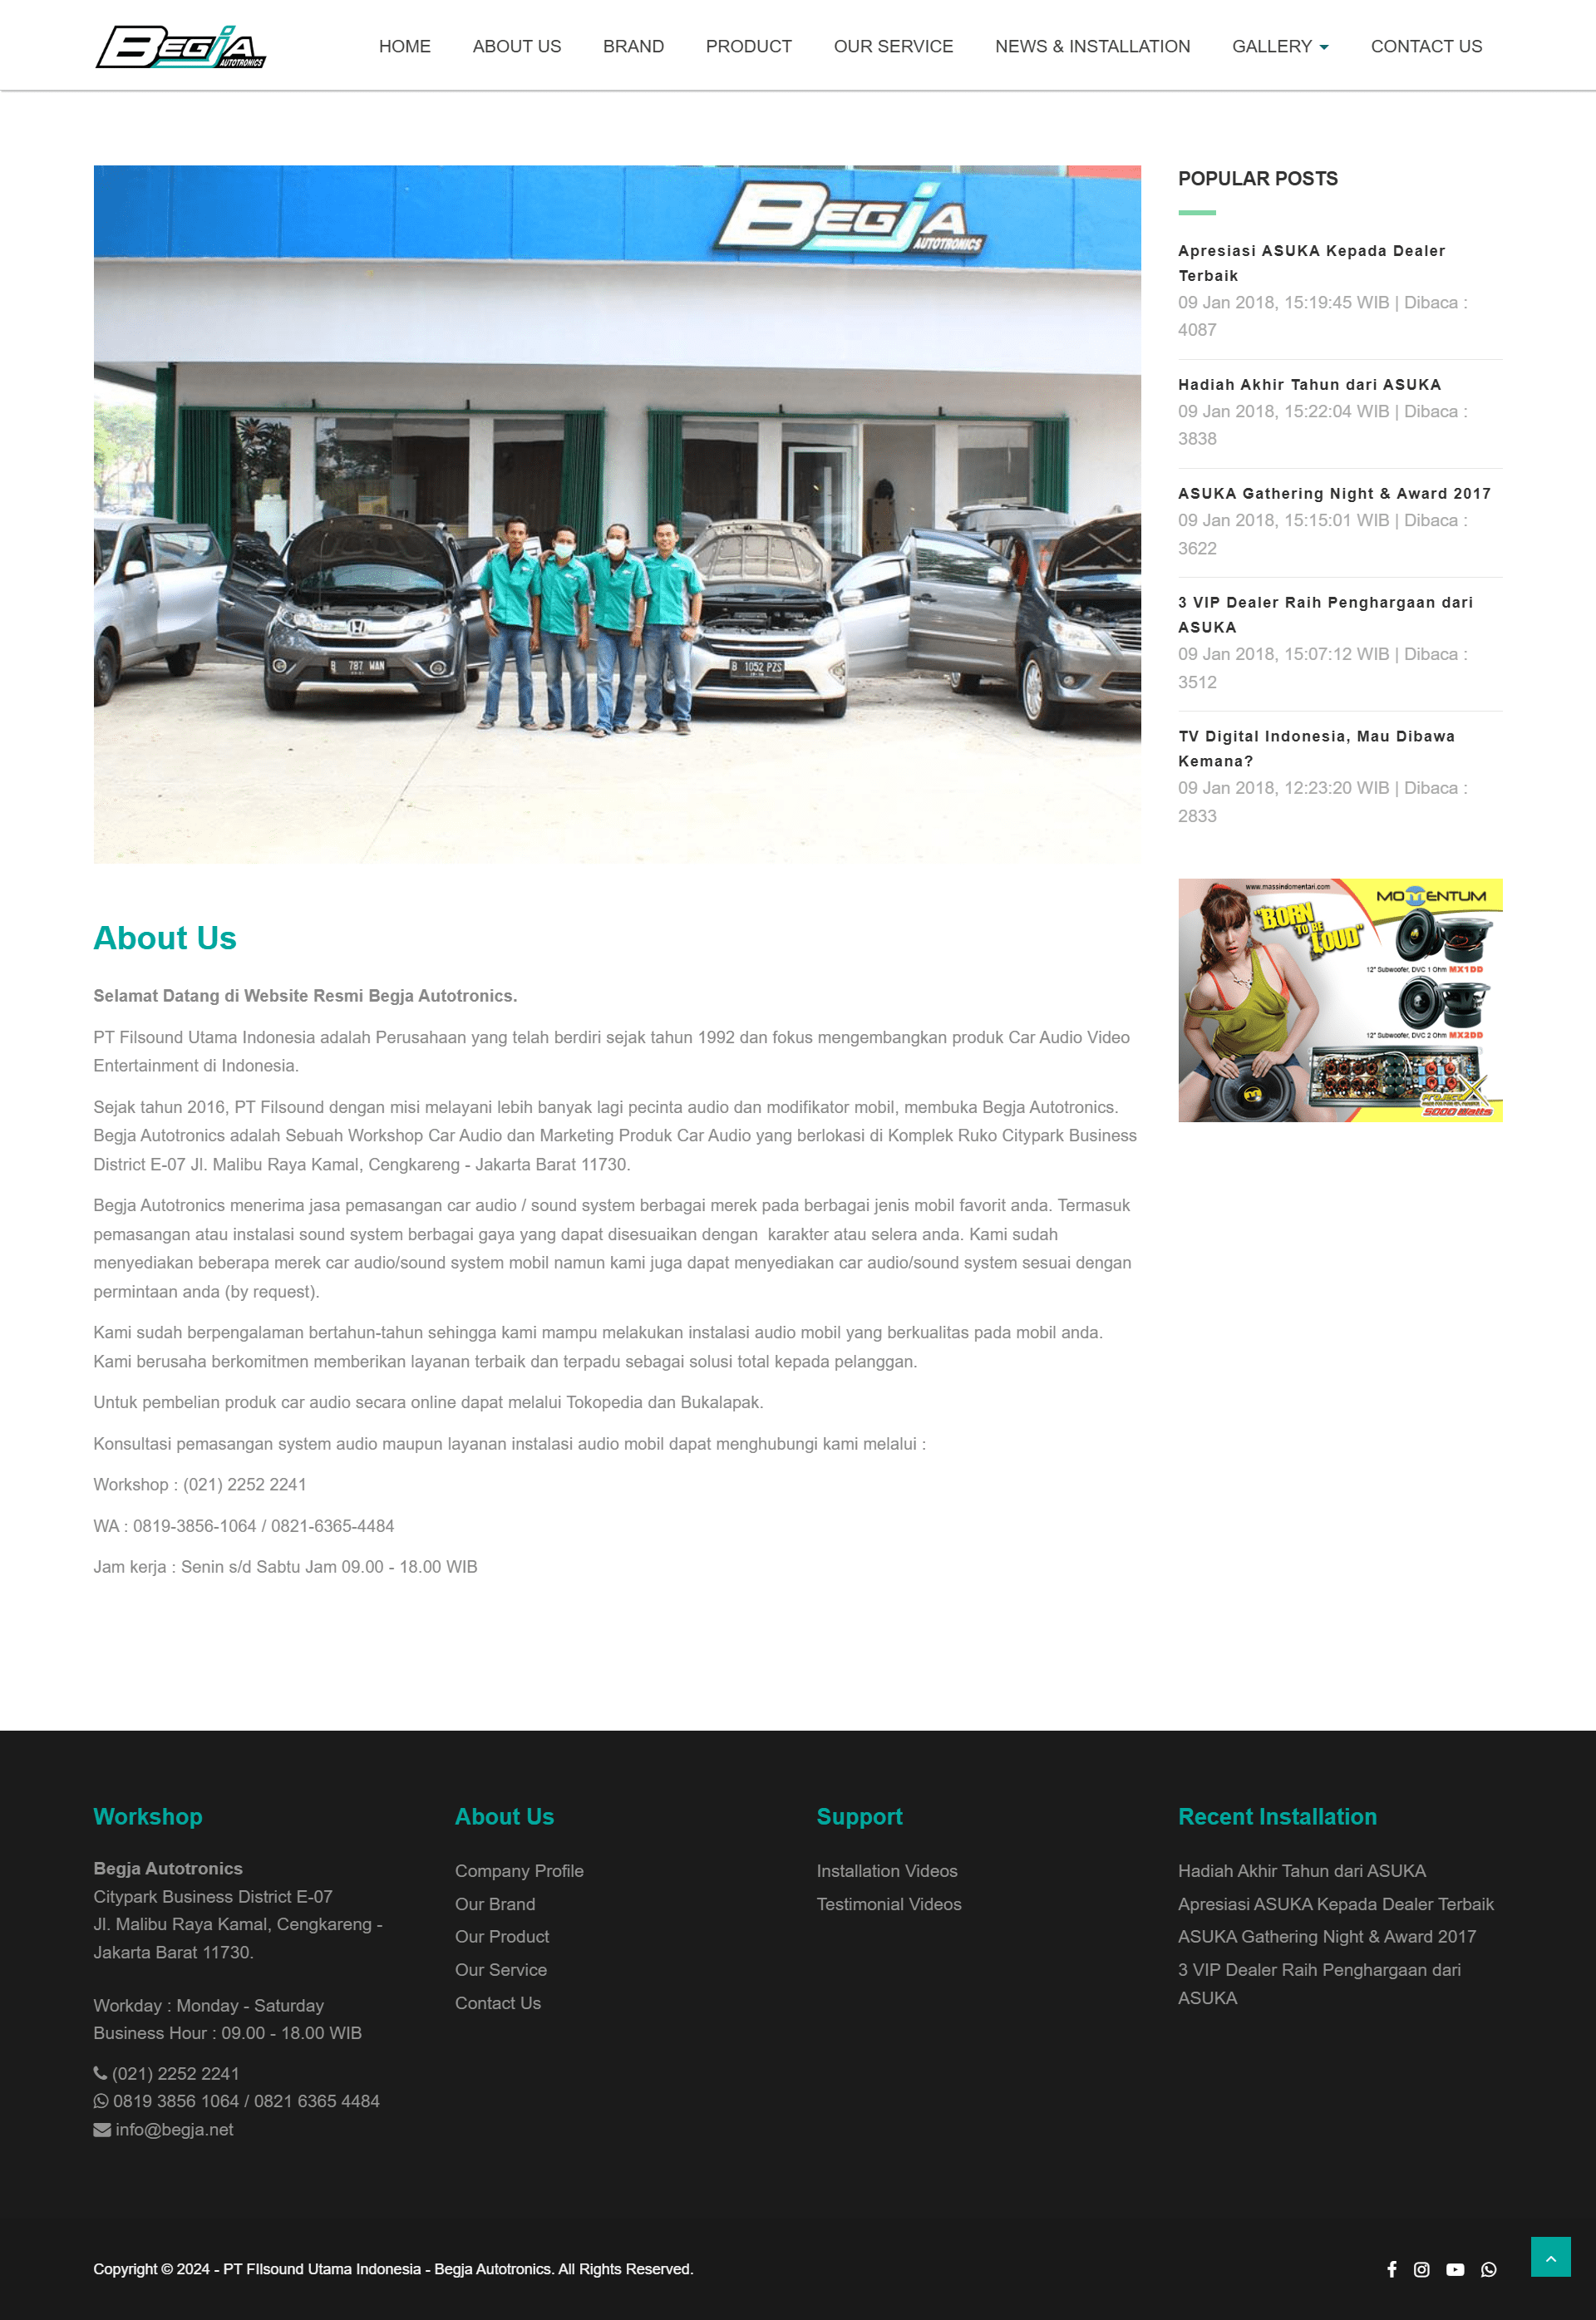 BEGJA
AUTOTRONICS
HOME
ABOUT US
BRAND
PRODUCT
OUR SERVICE
NEWS & INSTALLATION
GALLERY
CONTACT US
BEGJA
AUTOTRONICS
B 787 WAN
B 1052 PZS
About Us
Selamat Datang di Website Resmi Begja Autotronics.
PT Filsound Utama Indonesia adalah Perusahaan yang telah berdiri sejak tahun 1992 dan fokus mengembangkan produk Car Audio Video
Entertainment di Indonesia.
Sejak tahun 2016, PT Filsound dengan misi melayani lebih banyak lagi pecinta audio dan modifikator mobil, membuka Begja Autotronics.
Begja Autotronics adalah Sebuah Workshop Car Audio dan Marketing Produk Car Audio yang berlokasi di Komplek Ruko Citypark Business
District E-07 Jl. Malibu Raya Kamal, Cengkareng - Jakarta Barat 11730.
Begja Autotronics menerima jasa pemasangan car audio / sound system berbagai merek pada berbagai jenis mobil favorit anda. Termasuk
pemasangan atau instalasi sound system berbagai gaya yang dapat disesuaikan dengan  karakter atau selera anda. Kami sudah
menyediakan beberapa merek car audio/sound system mobil namun kami juga dapat menyediakan car audio/sound system sesuai dengan
permintaan anda (by request).
Kami sudah berpengalaman bertahun-tahun sehingga kami mampu melakukan instalasi audio mobil yang berkualitas pada mobil anda.
Kami berusaha berkomitmen memberikan layanan terbaik dan terpadu sebagai solusi total kepada pelanggan.
Untuk pembelian produk car audio secara online dapat melalui Tokopedia dan Bukalapak.
Konsultasi pemasangan system audio maupun layanan instalasi audio mobil dapat menghubungi kami melalui :
Workshop : (021) 2252 2241
WA : 0819-3856-1064 / 0821-6365-4484
Jam kerja : Senin s/d Sabtu Jam 09.00 - 18.00 WIB
POPULAR POSTS
Apresiasi ASUKA Kepada Dealer
Terbaik
09 Jan 2018, 15:19:45 WIB | Dibaca :
4087
Hadiah Akhir Tahun dari ASUKA
09 Jan 2018, 15:22:04 WIB | Dibaca :
3838
ASUKA Gathering Night & Award 2017
09 Jan 2018, 15:15:01 WIB | Dibaca :
3622
3 VIP Dealer Raih Penghargaan dari
ASUKA
09 Jan 2018, 15:07:12 WIB | Dibaca :
3512
TV Digital Indonesia, Mau Dibawa
Kemana?
09 Jan 2018, 12:23:20 WIB | Dibaca :
2833
www.massindomentari.com
MOMENTUM
"BORN
TO BE
LOUD"
12" Subwoofer, DVC 1 Ohm MX1DD
12" Subwoofer, DVC 2 Ohm MX2DD
PROJECT X
5000 Watts
Workshop
Begja Autotronics
Citypark Business District E-07
Jl. Malibu Raya Kamal, Cengkareng -
Jakarta Barat 11730.
Workday : Monday - Saturday
Business Hour : 09.00 - 18.00 WIB
(021) 2252 2241
0819 3856 1064 / 0821 6365 4484
info@begja.net
About Us
Company Profile
Our Brand
Our Product
Our Service
Contact Us
Support
Installation Videos
Testimonial Videos
Recent Installation
Hadiah Akhir Tahun dari ASUKA
Apresiasi ASUKA Kepada Dealer Terbaik
ASUKA Gathering Night & Award 2017
3 VIP Dealer Raih Penghargaan dari
ASUKA
Copyright © 2024 - PT FIlsound Utama Indonesia - Begja Autotronics. All Rights Reserved.